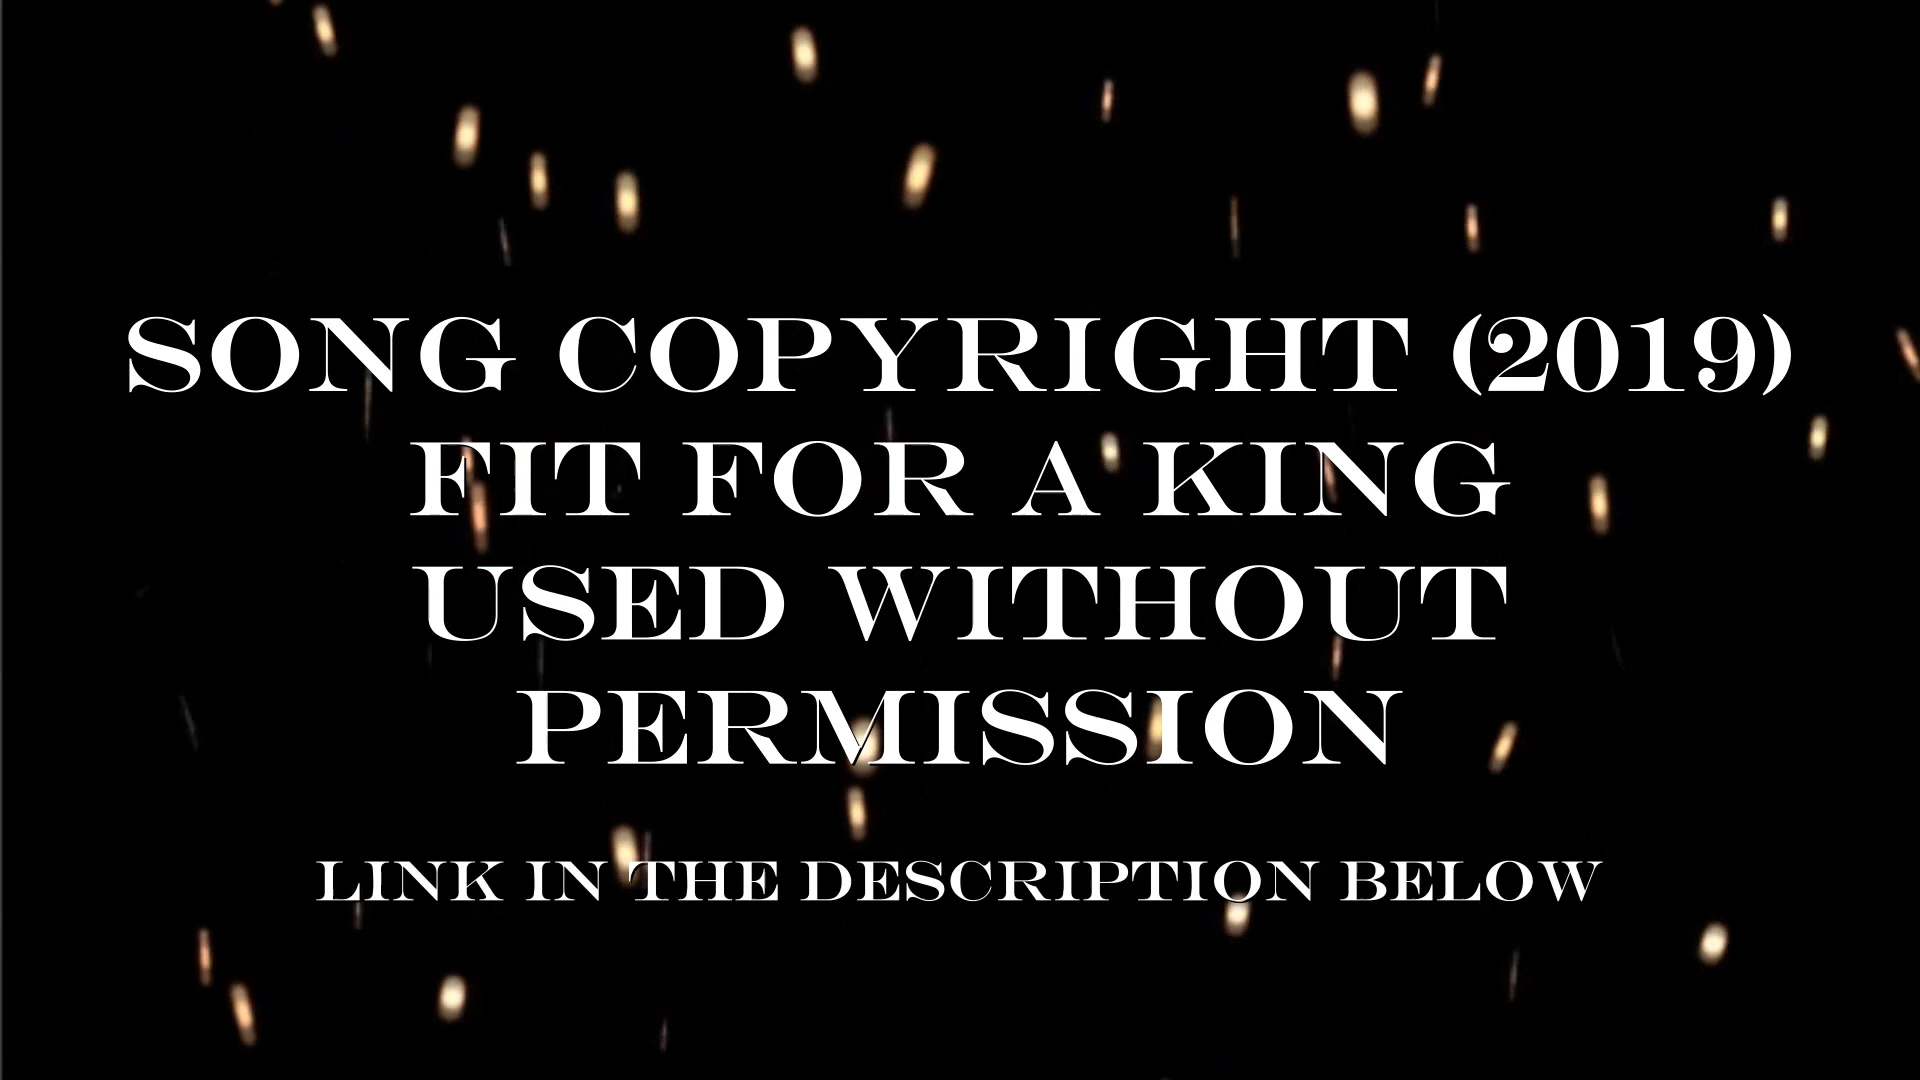 SONG COPYRIGHT (2019)
FIT FOR A KING
USED WITHOUT
PERMISSION
LINK IN THE DESCRIPTION BELOW